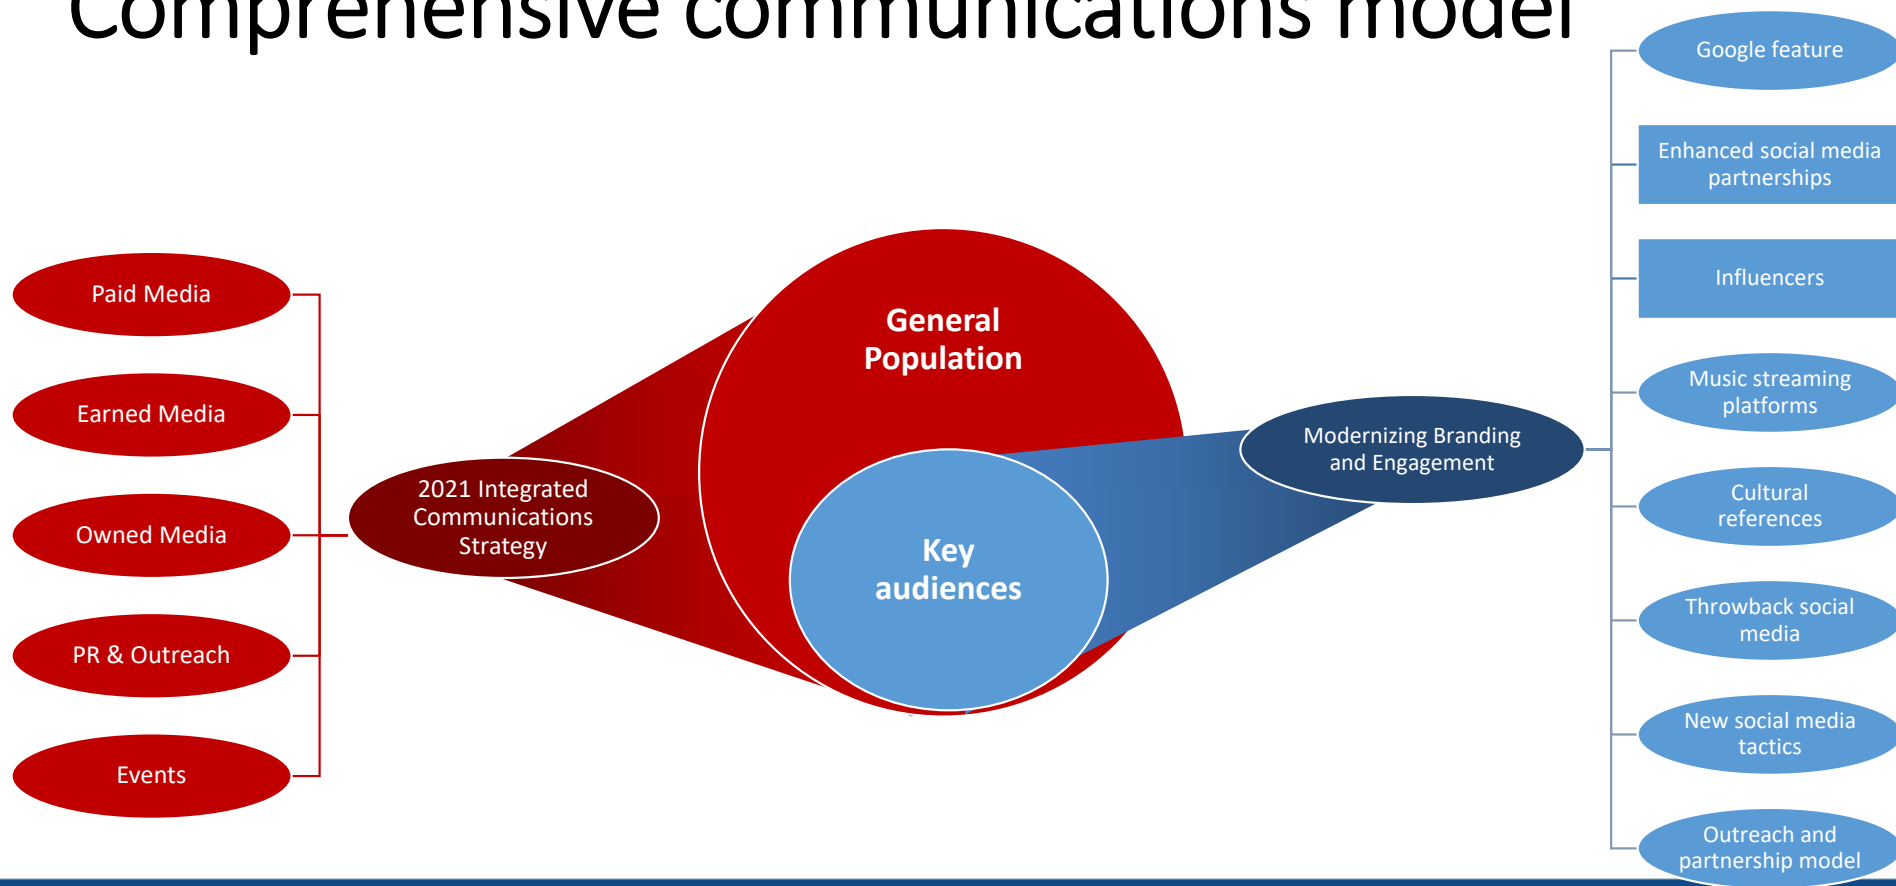 Comprehensive communications model
Paid Media
Earned Media
Owned Media
PR & Outreach
Events
2021 Integrated
Communications
Strategy
General
Population
Key
audiences
Modernizing Branding
and Engagement
Google feature
Enhanced social media
partnerships
Influencers
Music streaming
platforms
Cultural
references
Throwback social
media
New social media
tactics
Outreach and
partnership model